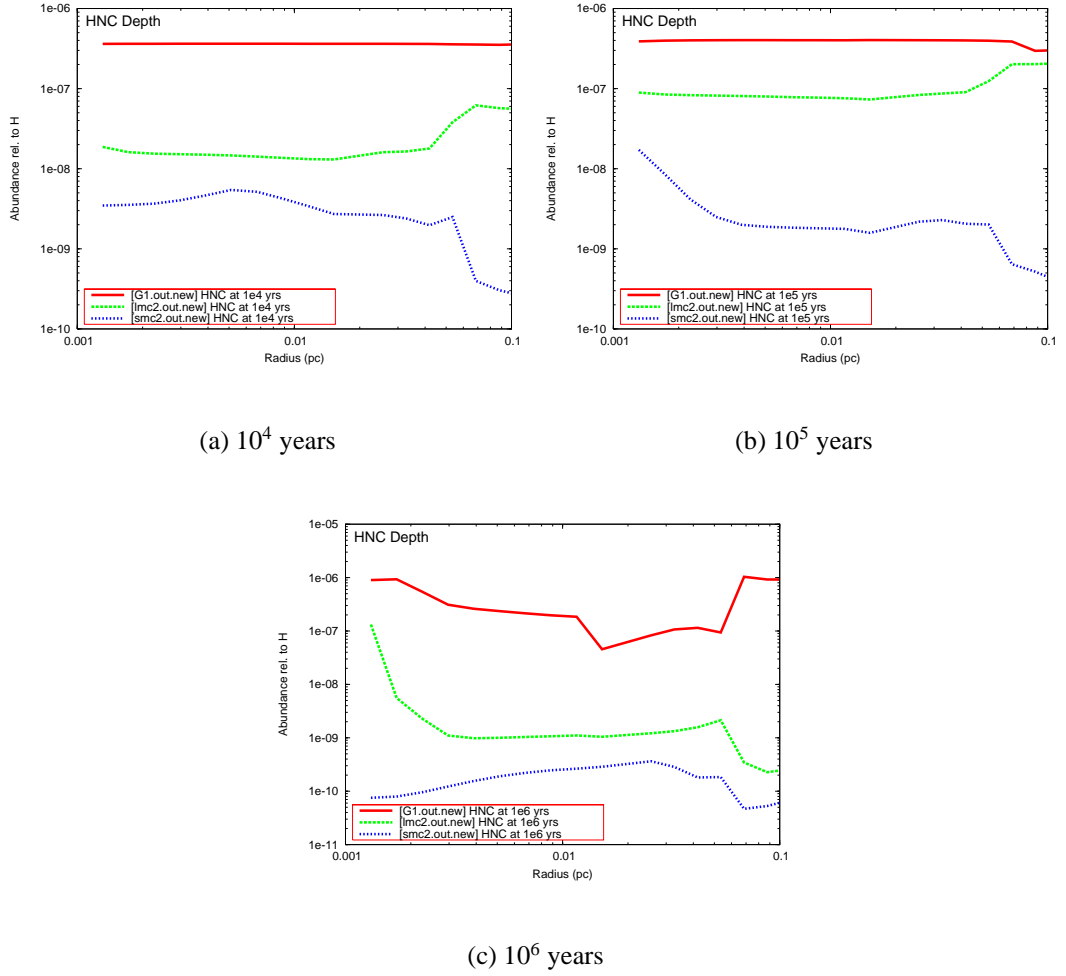 HNC Depth
Abundance rel. to H
1e-06
1e-07
1e-08
1e-09
1e-10
[G1.out.new] HNC at 1e4 yrs
[lmc2.out.new] HNC at 1e4 yrs
[smc2.out.new] HNC at 1e4 yrs
0.001 0.01 0.1
Radius (pc)
(a) 10⁴ years
HNC Depth
Abundance rel. to H
1e-06
1e-07
1e-08
1e-09
1e-10
[G1.out.new] HNC at 1e5 yrs
[lmc2.out.new] HNC at 1e5 yrs
[smc2.out.new] HNC at 1e5 yrs
0.001 0.01 0.1
Radius (pc)
(b) 10⁵ years
HNC Depth
Abundance rel. to H
1e-05
1e-06
1e-07
1e-08
1e-09
1e-10
1e-11
[G1.out.new] HNC at 1e6 yrs
[lmc2.out.new] HNC at 1e6 yrs
[smc2.out.new] HNC at 1e6 yrs
0.001 0.01 0.1
Radius (pc)
(c) 10⁶ years